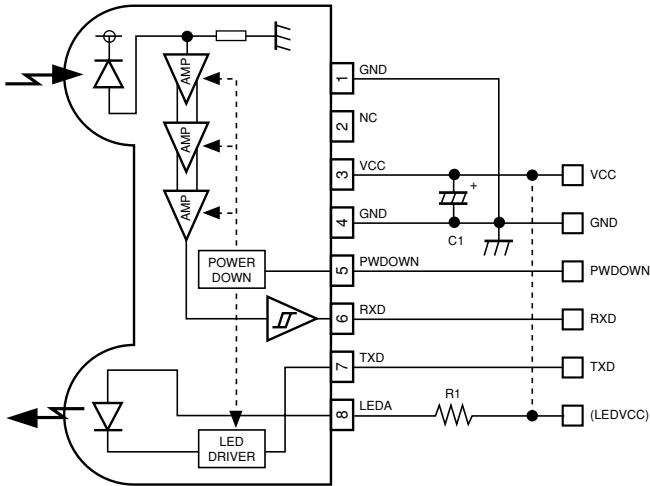 AMP
AMP
AMP
POWER
DOWN
LED
DRIVER
1 GND
2 NC
3 VCC
4 GND
5 PWDOWN
6 RXD
7 TXD
8 LEDA
+
C1
R1
VCC
GND
PWDOWN
RXD
TXD
(LEDVCC)